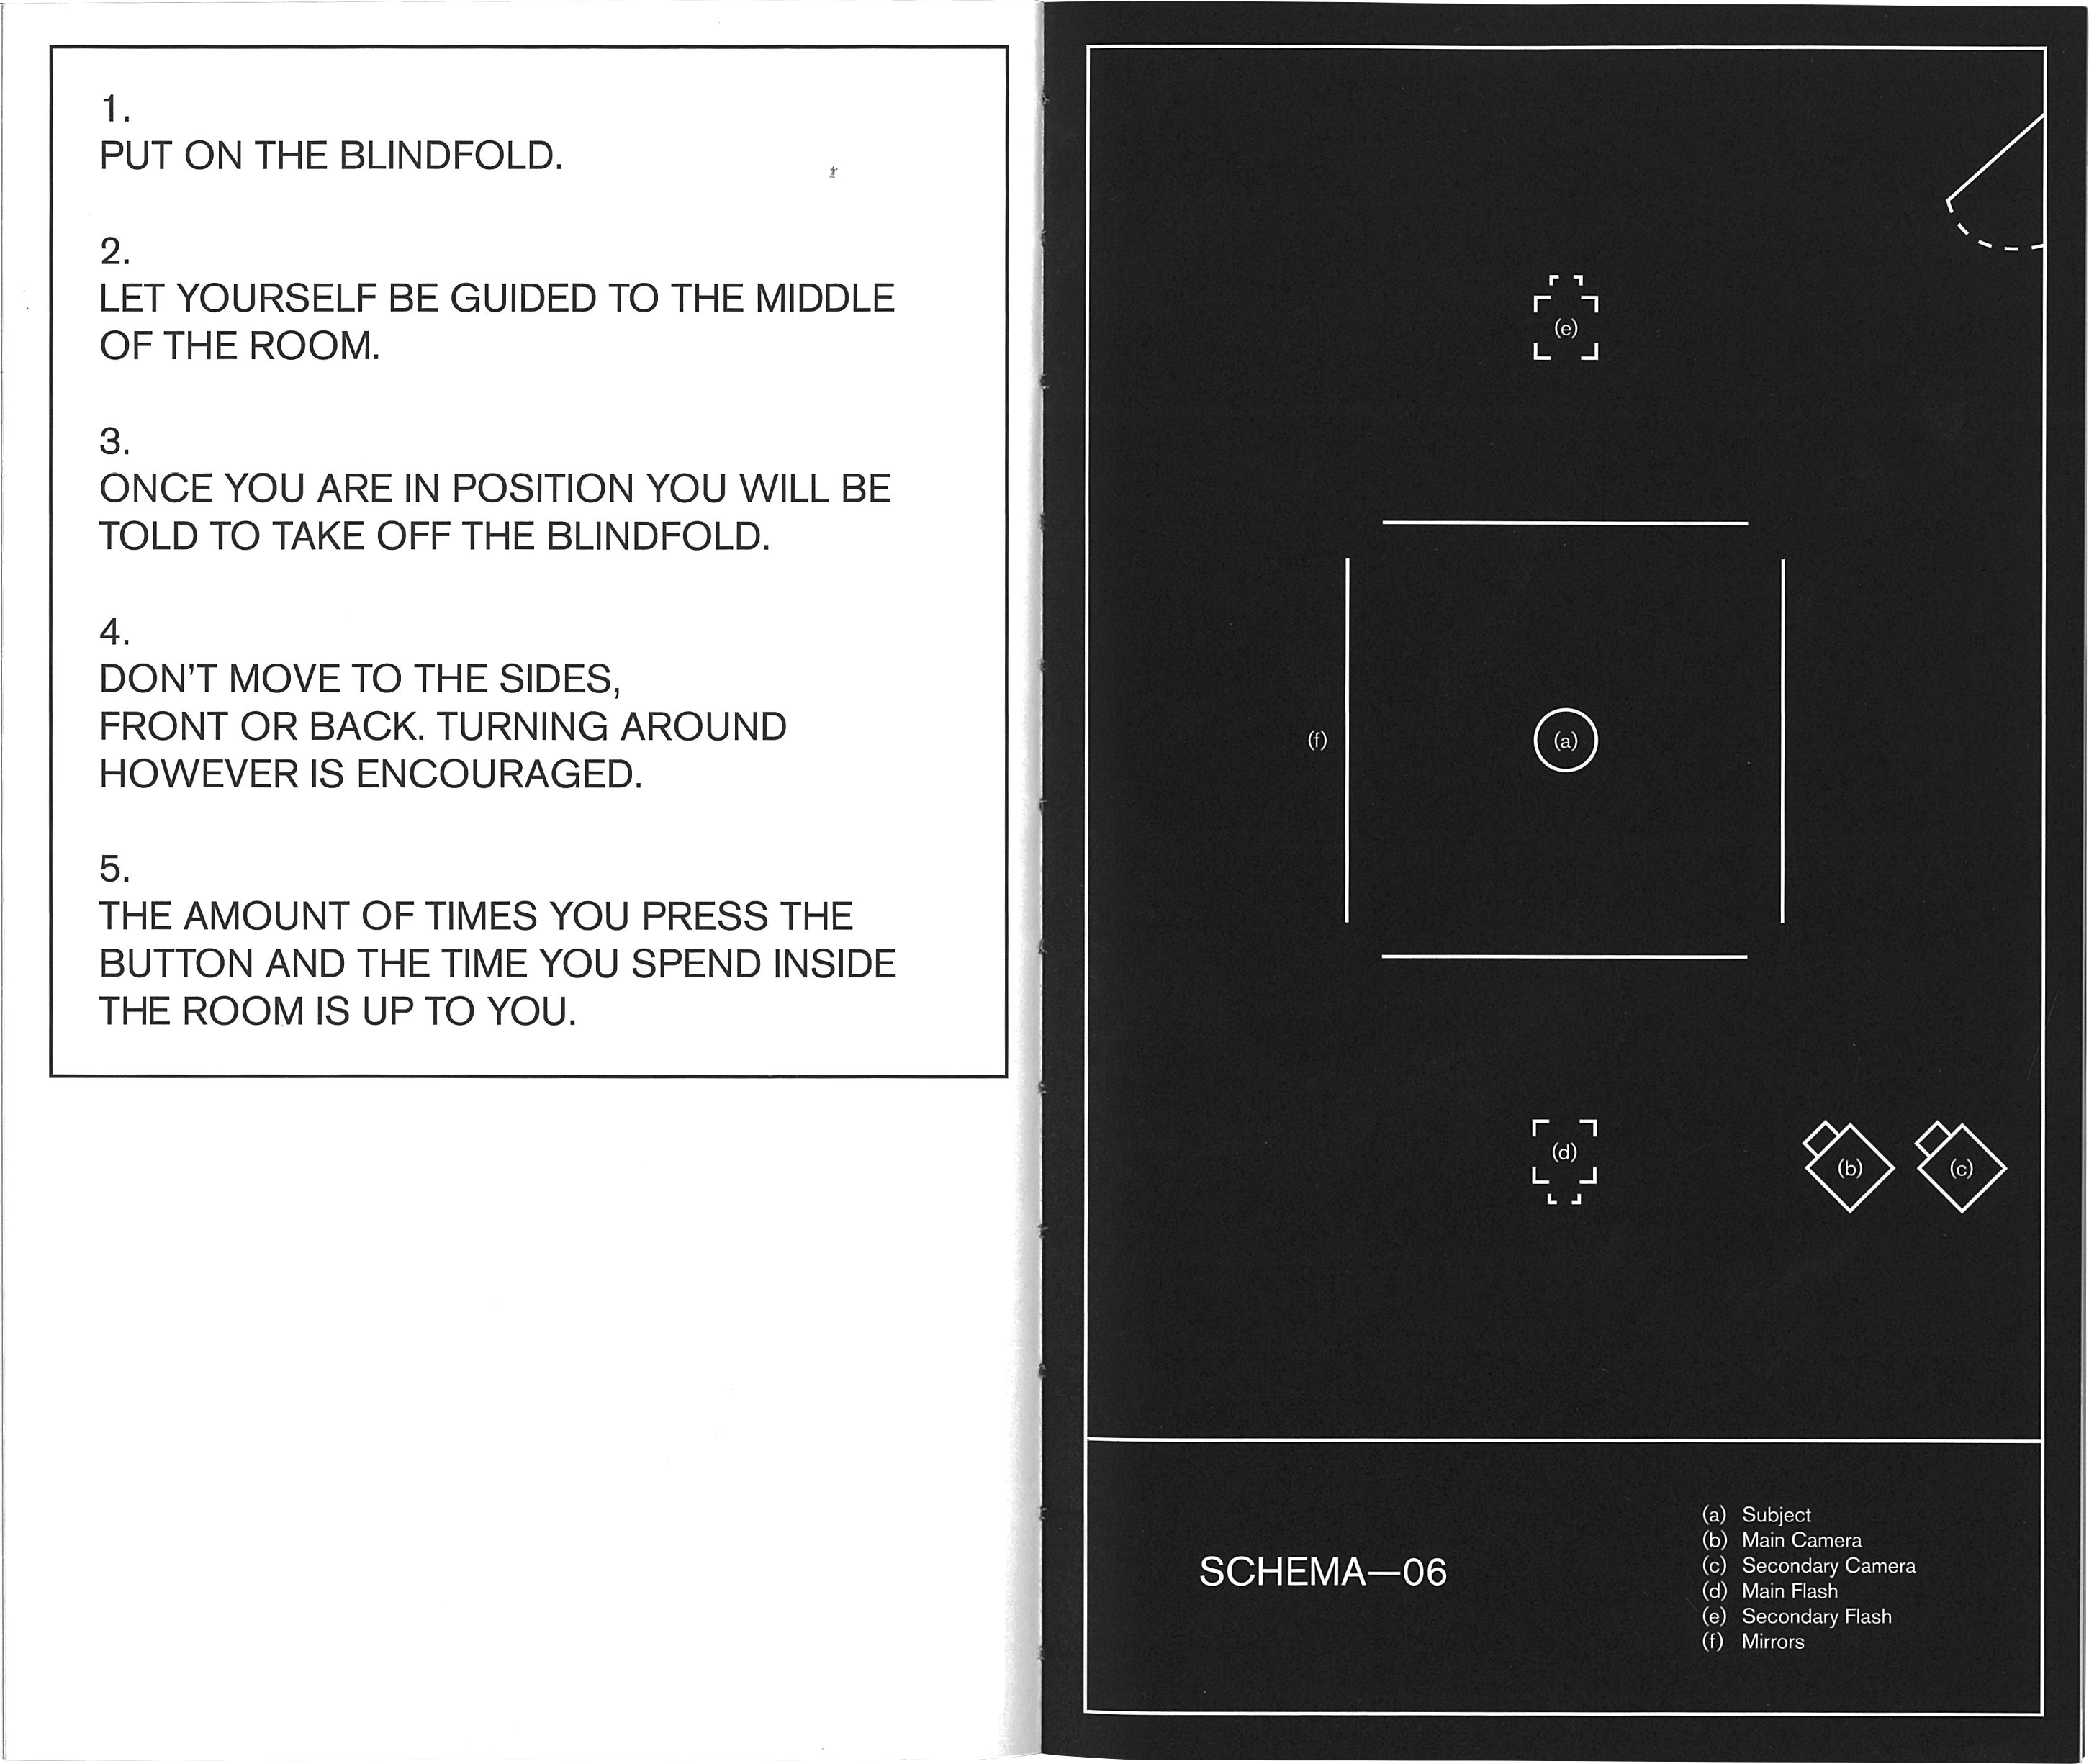 1.
PUT ON THE BLINDFOLD.
2.
LET YOURSELF BE GUIDED TO THE MIDDLE
OF THE ROOM.
3.
ONCE YOU ARE IN POSITION YOU WILL BE
TOLD TO TAKE OFF THE BLINDFOLD.
4.
DON'T MOVE TO THE SIDES,
FRONT OR BACK. TURNING AROUND
HOWEVER IS ENCOURAGED.
5.
THE AMOUNT OF TIMES YOU PRESS THE
BUTTON AND THE TIME YOU SPEND INSIDE
THE ROOM IS UP TO YOU.
(e)
(f)
(a)
(d)
(b)
(c)
SCHEMA—06
(a) Subject
(b) Main Camera
(c) Secondary Camera
(d) Main Flash
(e) Secondary Flash
(f) Mirrors